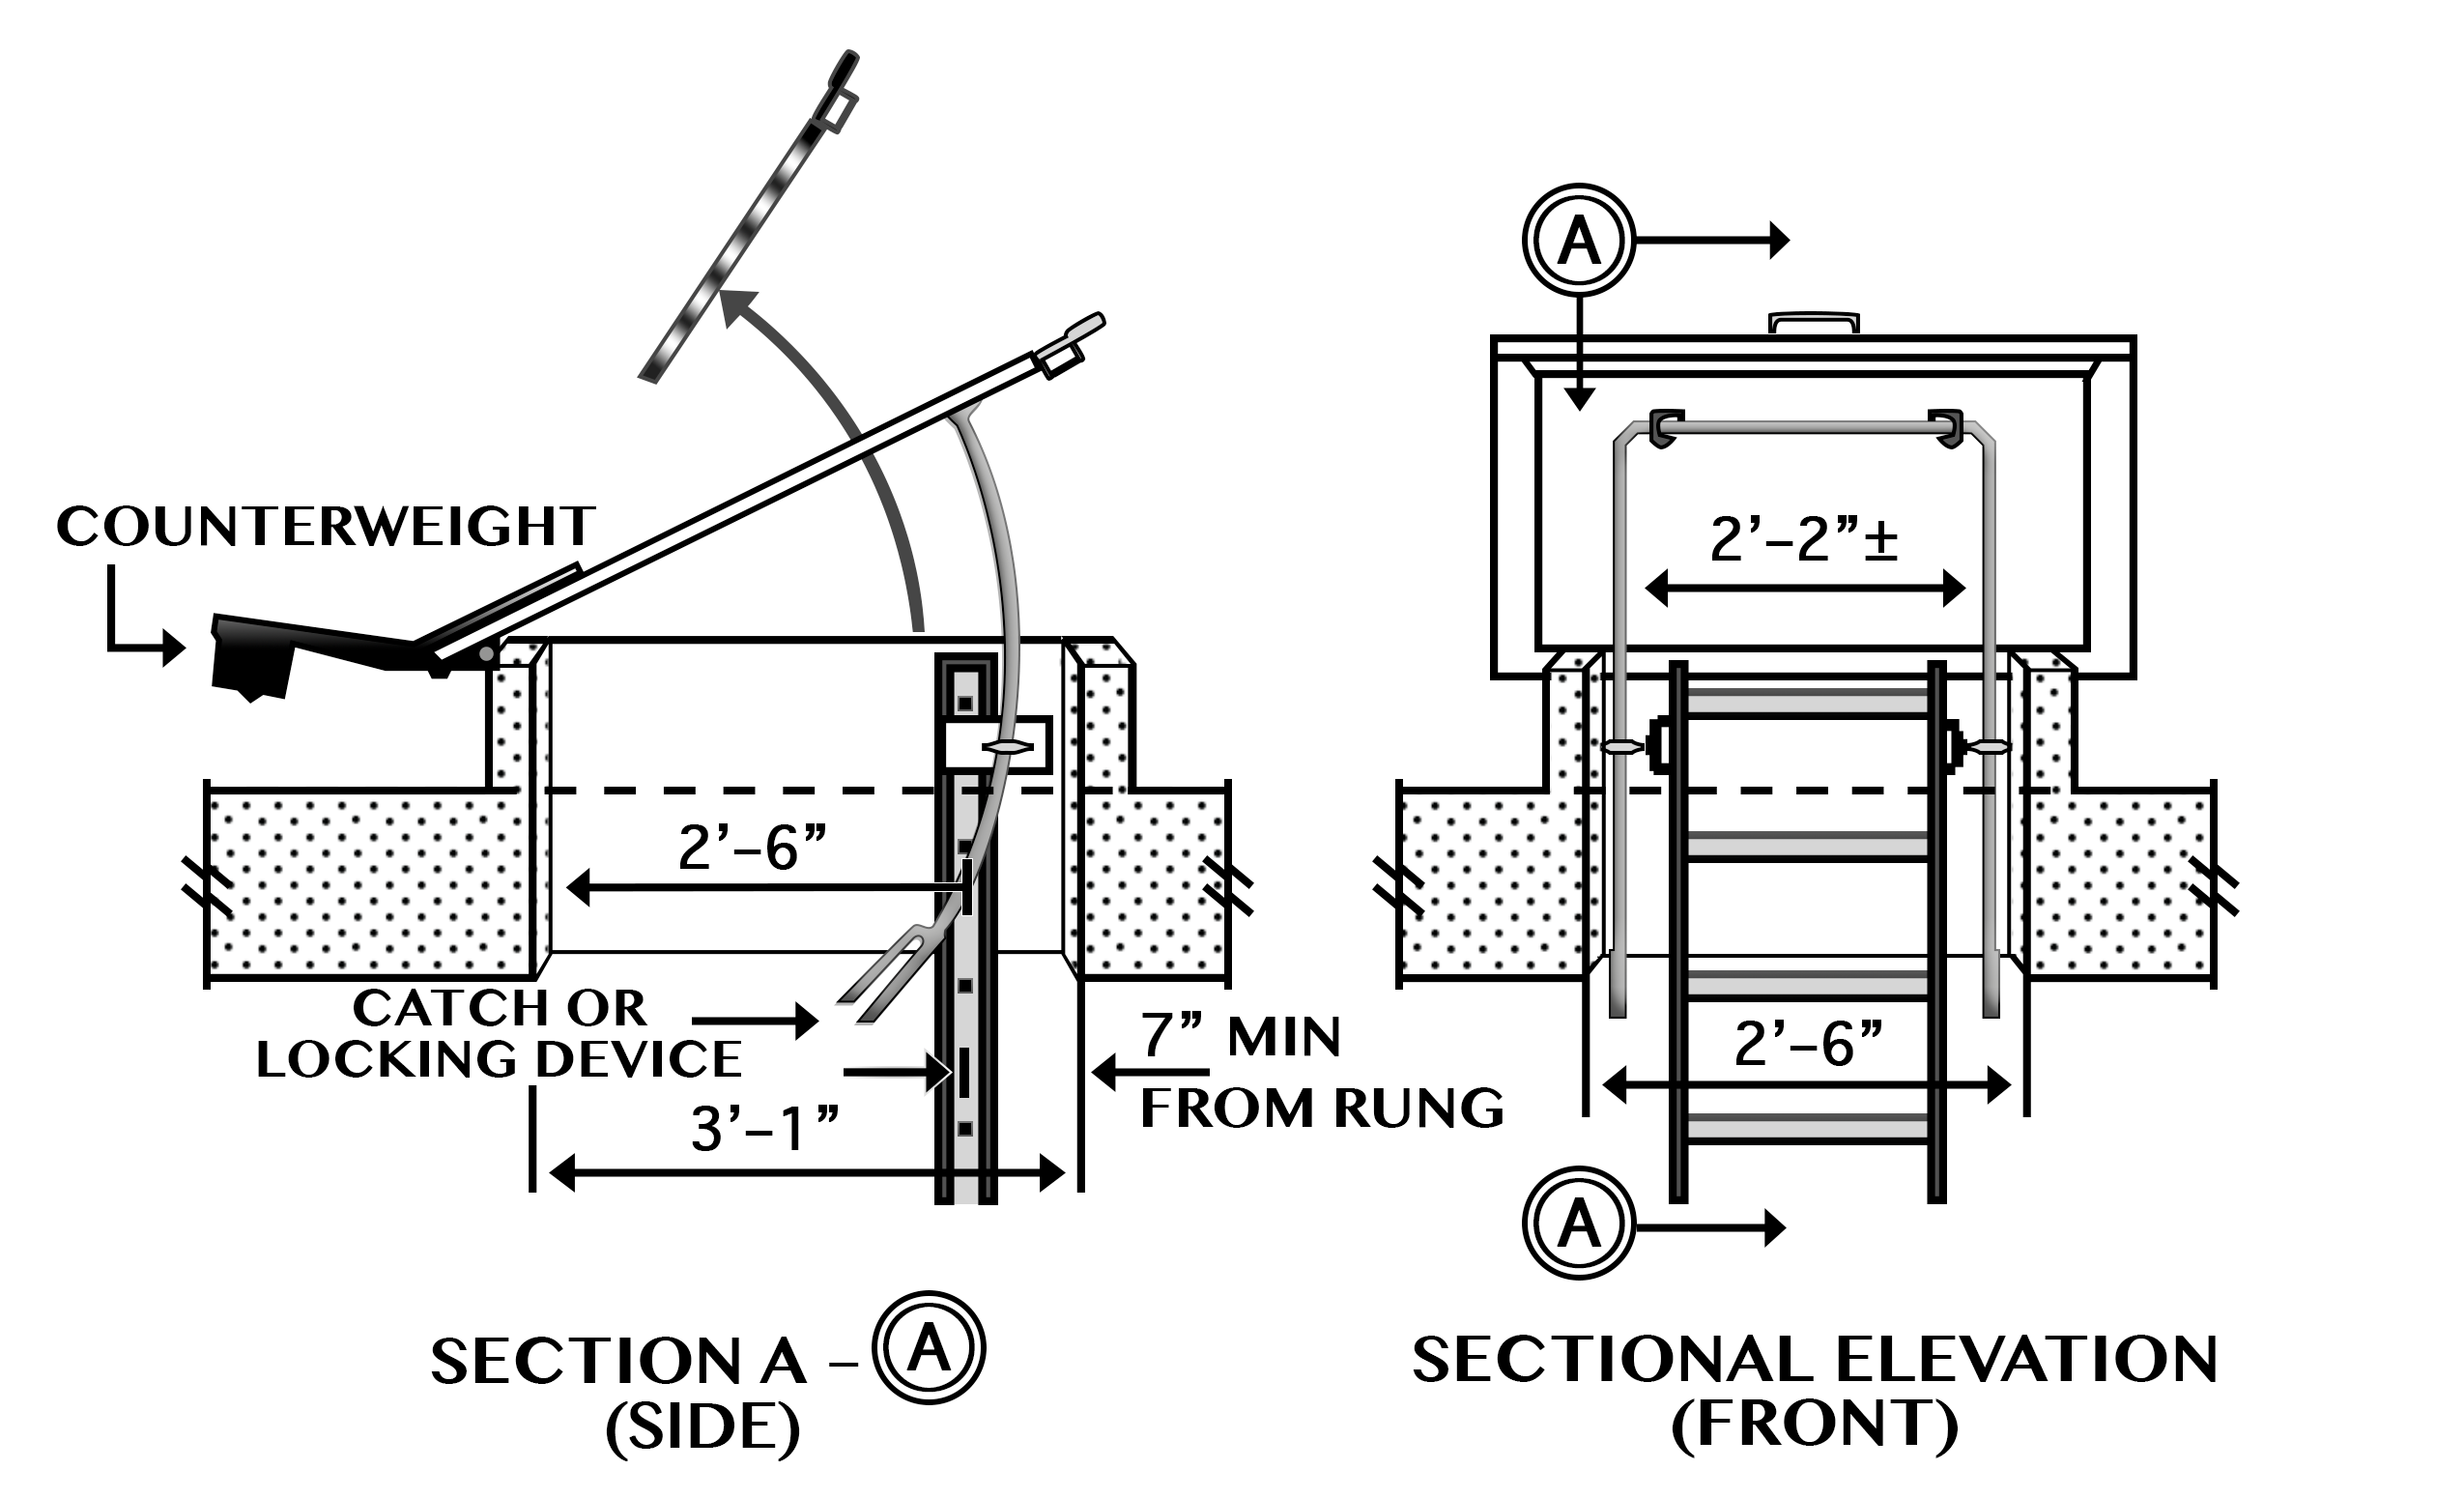 COUNTERWEIGHT
2’–6”
CATCH OR
LOCKING DEVICE
3’–1”
7” MIN
FROM RUNG
SECTION A – A
(SIDE)
A
2’–2”±
2’–6”
A
SECTIONAL ELEVATION
(FRONT)